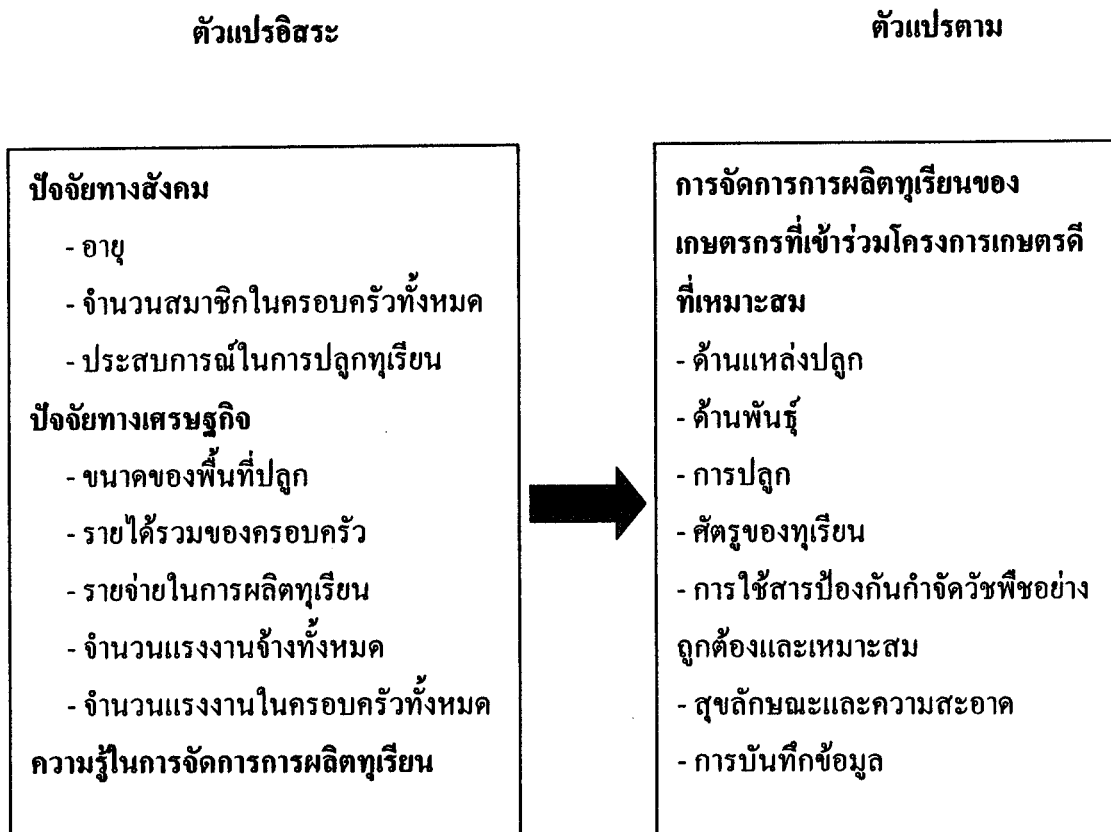 ตัวแปรอิสระ
ตัวแปรตาม
ปัจจัยทางสังคม
- อายุ
- จำนวนสมาชิกในครอบครัวทั้งหมด
- ประสบการณ์ในการปลูกทุเรียน
ปัจจัยทางเศรษฐกิจ
- ขนาดของพื้นที่ปลูก
- รายได้รวมของครอบครัว
- รายจ่ายในการผลิตทุเรียน
- จำนวนแรงงานจ้างทั้งหมด
- จำนวนแรงงานในครอบครัวทั้งหมด
ความรู้ในการจัดการการผลิตทุเรียน
การจัดการการผลิตทุเรียนของ
เกษตรกรที่เข้าร่วมโครงการเกษตรดี
ที่เหมาะสม
- ด้านแหล่งปลูก
- ด้านพันธุ์
- การปลูก
- ศัตรูของทุเรียน
- การใช้สารป้องกันกำจัดวัชพืชอย่าง
ถูกต้องและเหมาะสม
- สุขลักษณะและความสะอาด
- การบันทึกข้อมูล